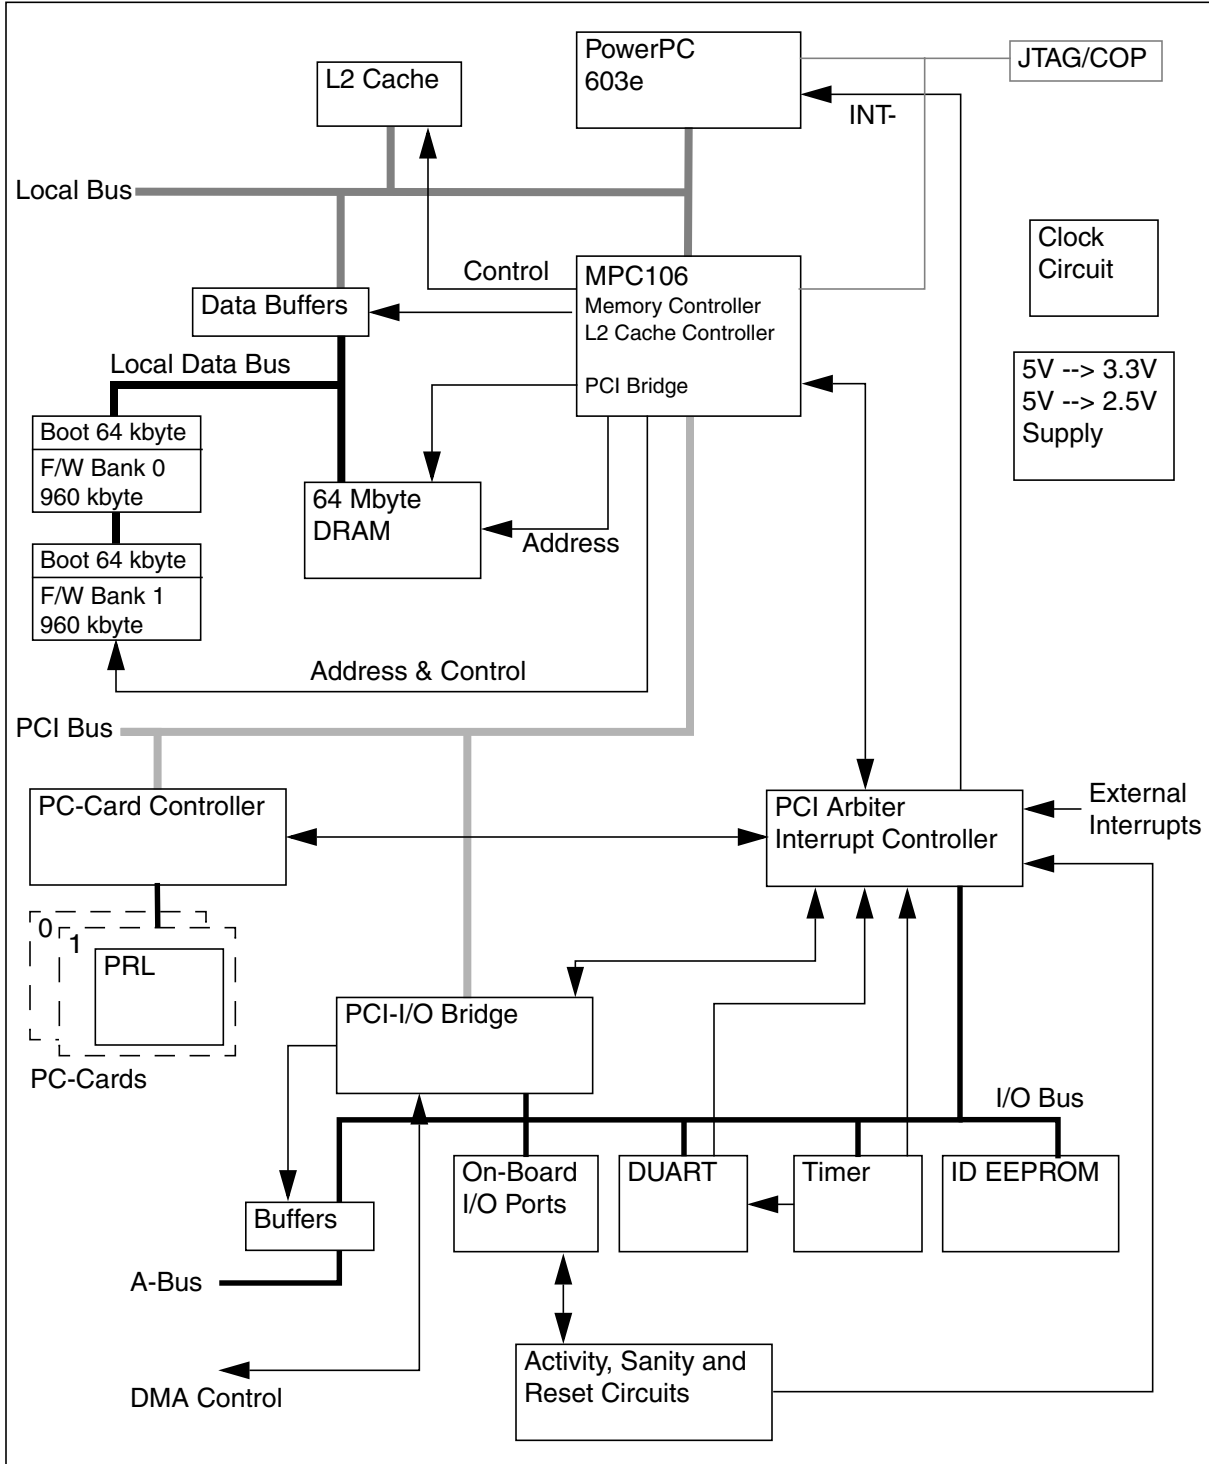 PowerPC
603e
JTAG/COP
L2 Cache
INT-
Local Bus
Clock
Circuit
Control
MPC106
Memory Controller
L2 Cache Controller
PCI Bridge
Data Buffers
Local Data Bus
5V --> 3.3V
5V --> 2.5V
Supply
Boot 64 kbyte
F/W Bank 0
960 kbyte
64 Mbyte
DRAM
Address
Boot 64 kbyte
F/W Bank 1
960 kbyte
Address & Control
PCI Bus
PC-Card Controller
PCI Arbiter
Interrupt Controller
External
Interrupts
0
1
PRL
PC-Cards
PCI-I/O Bridge
I/O Bus
On-Board
I/O Ports
DUART
Timer
ID EEPROM
Buffers
A-Bus
Activity, Sanity and
Reset Circuits
DMA Control